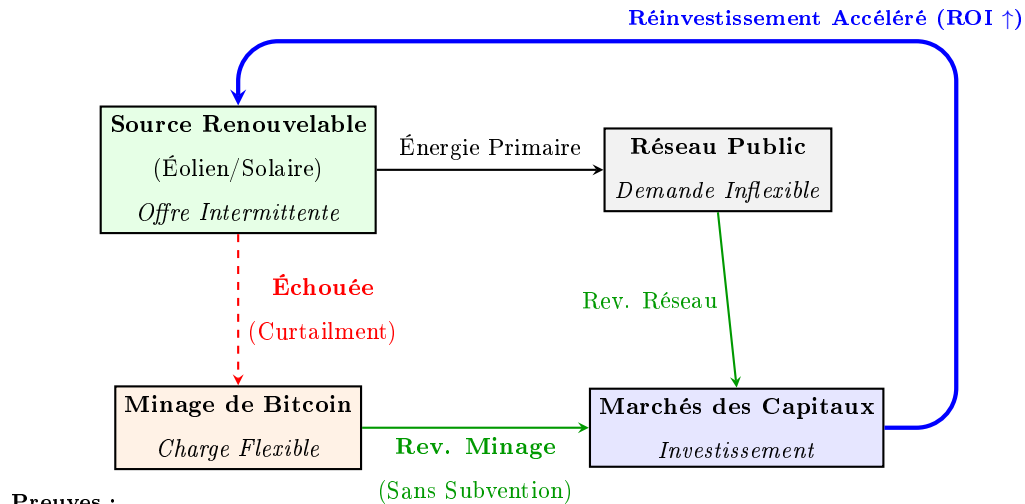 Réinvestissement Accéléré (ROI ↑)
Source Renouvelable
(Éolien/Solaire)
Offre Intermittente
Énergie Primaire
Réseau Public
Demande Inflexible
Échouée
(Curtailment)
Rev. Réseau
Minage de Bitcoin
Charge Flexible
Rev. Minage
(Sans Subvention)
Marchés des Capitaux
Investissement
Preuves :